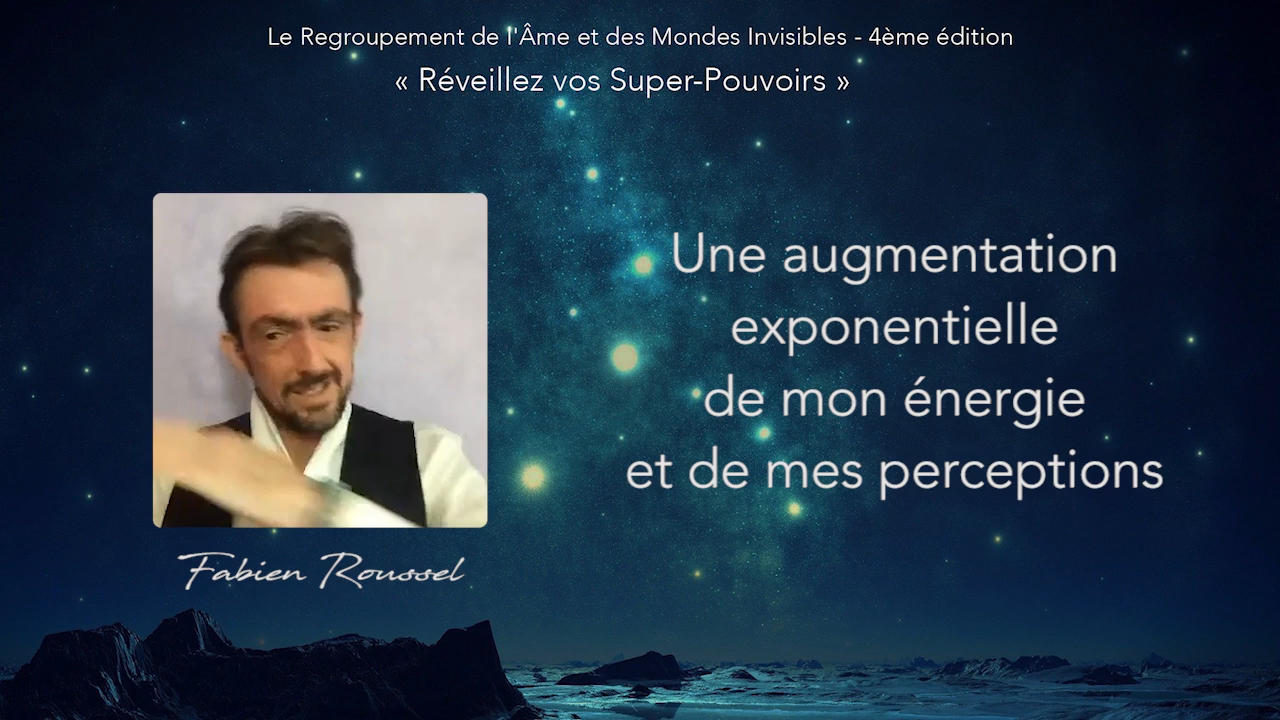 Le Regroupement de l'Âme et des Mondes Invisibles - 4ème édition
« Réveillez vos Super-Pouvoirs »
Une augmentation
exponentielle
de mon énergie
et de mes perceptions
Fabien Roussel